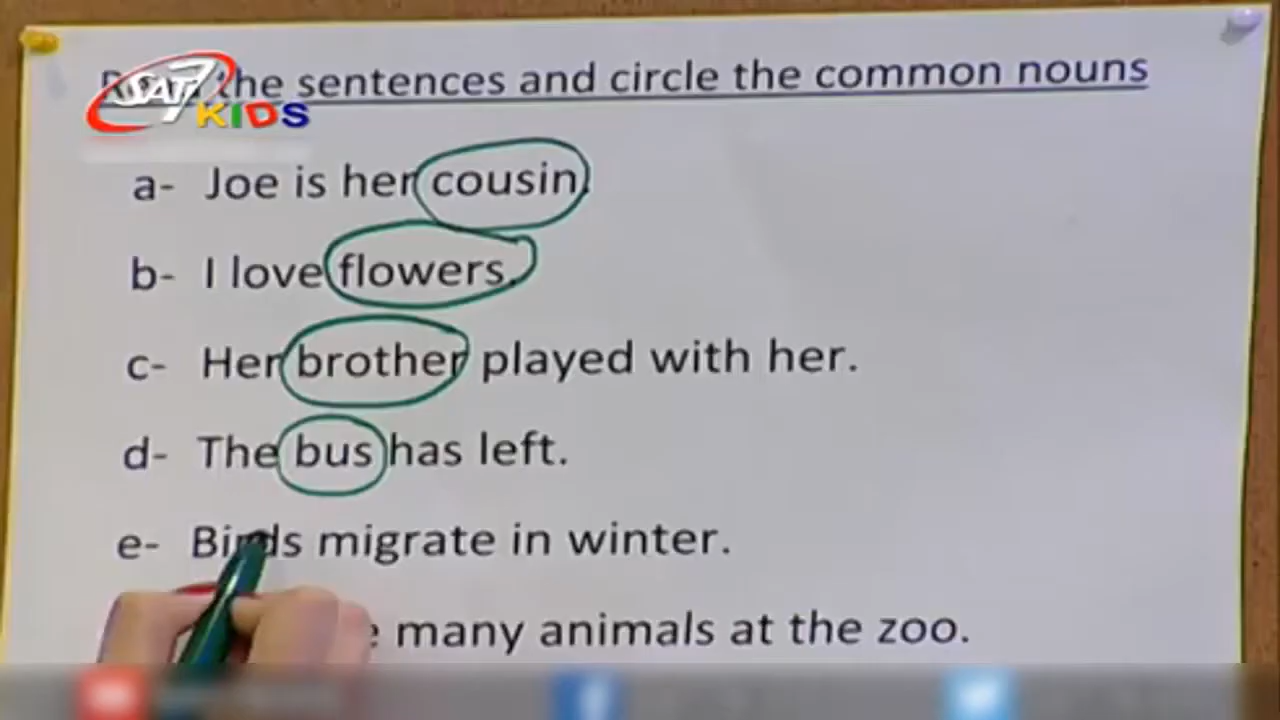 SAT7
KIDS
the sentences and circle the common nouns
a- Joe is her cousin.
b- I love flowers.
c- Her brother played with her.
d- The bus has left.
e- Birds migrate in winter.
many animals at the zoo.